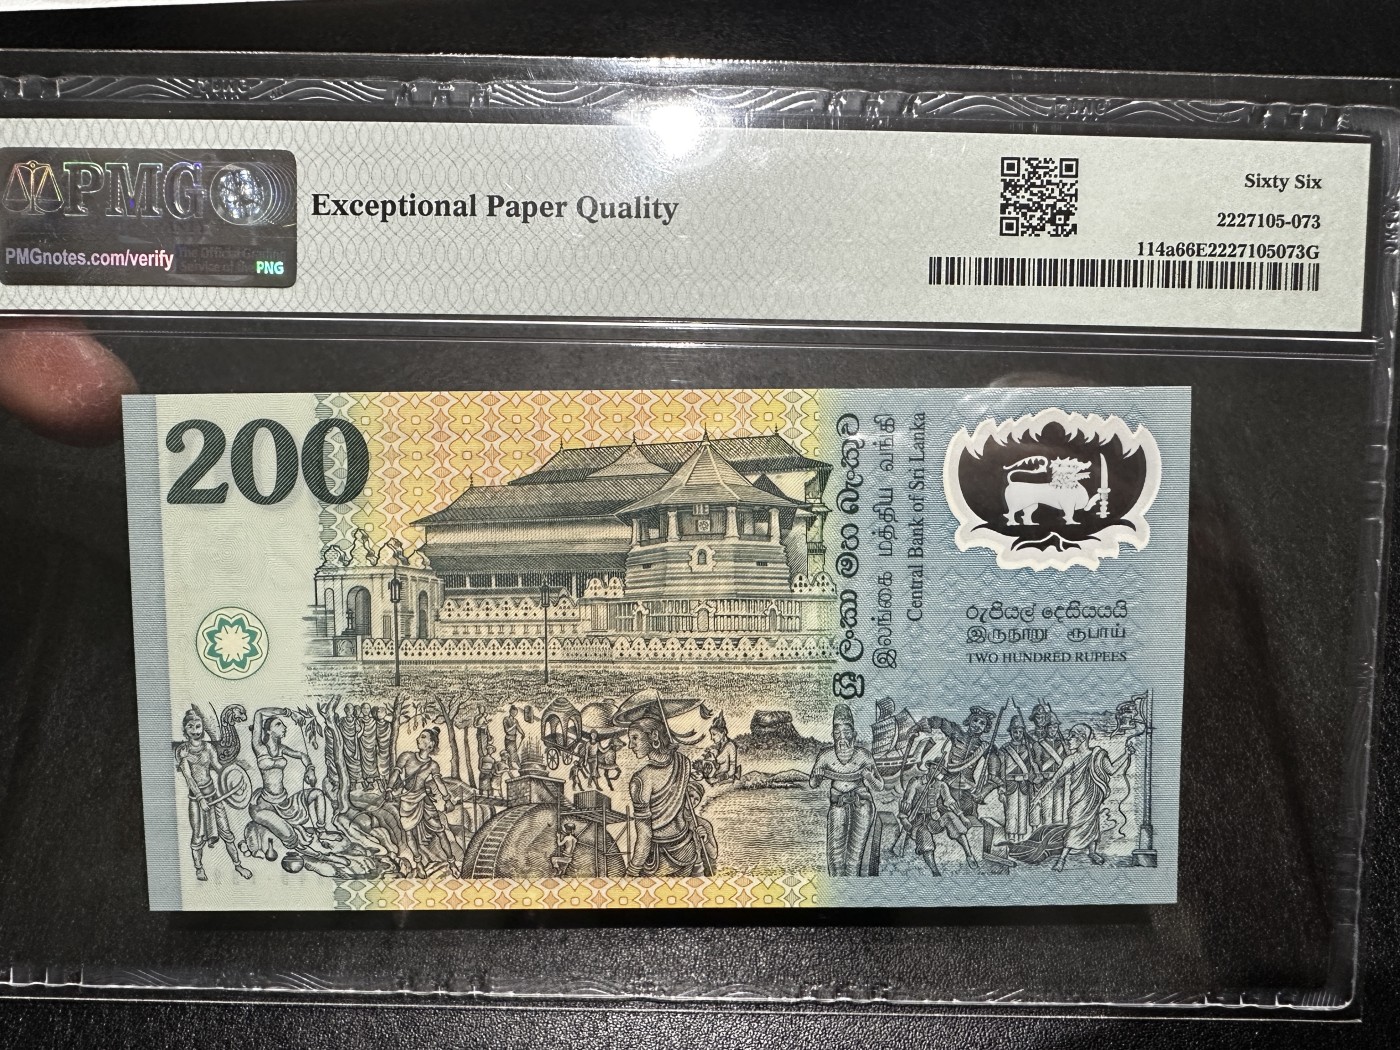 PMG
PMGnotes.com/verify
PNG
Exceptional Paper Quality
Sixty Six
2227105-073
114a66E2227105073G
200
ශ්‍රී ලංකා මහ බැංකුව
இலங்கை மத்திய வங்கி
Central Bank of Sri Lanka
රුපියල් දෙසියයයි
இருநூறு ரூபாய்
TWO HUNDRED RUPEES